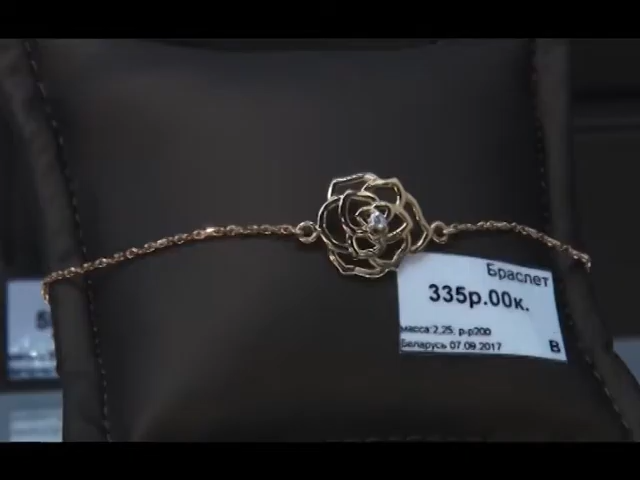 Браслет
335р.00к.
масса:2,25, р-р200
Беларусь 07.09.2017
В